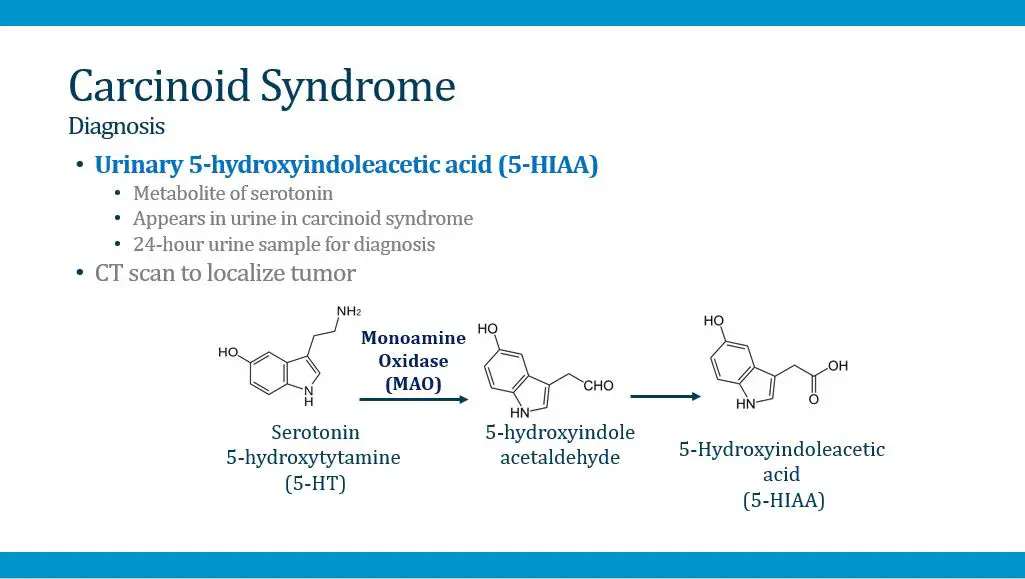 Carcinoid Syndrome
Diagnosis
• Urinary 5-hydroxyindoleacetic acid (5-HIAA)
• Metabolite of serotonin
• Appears in urine in carcinoid syndrome
• 24-hour urine sample for diagnosis
• CT scan to localize tumor
NH2
HO
N
H
Monoamine
Oxidase
(MAO)
HO
CHO
HN
HO
OH
O
HN
Serotonin
5-hydroxytytamine
(5-HT)
5-hydroxyindole
acetaldehyde
5-Hydroxyindoleacetic
acid
(5-HIAA)